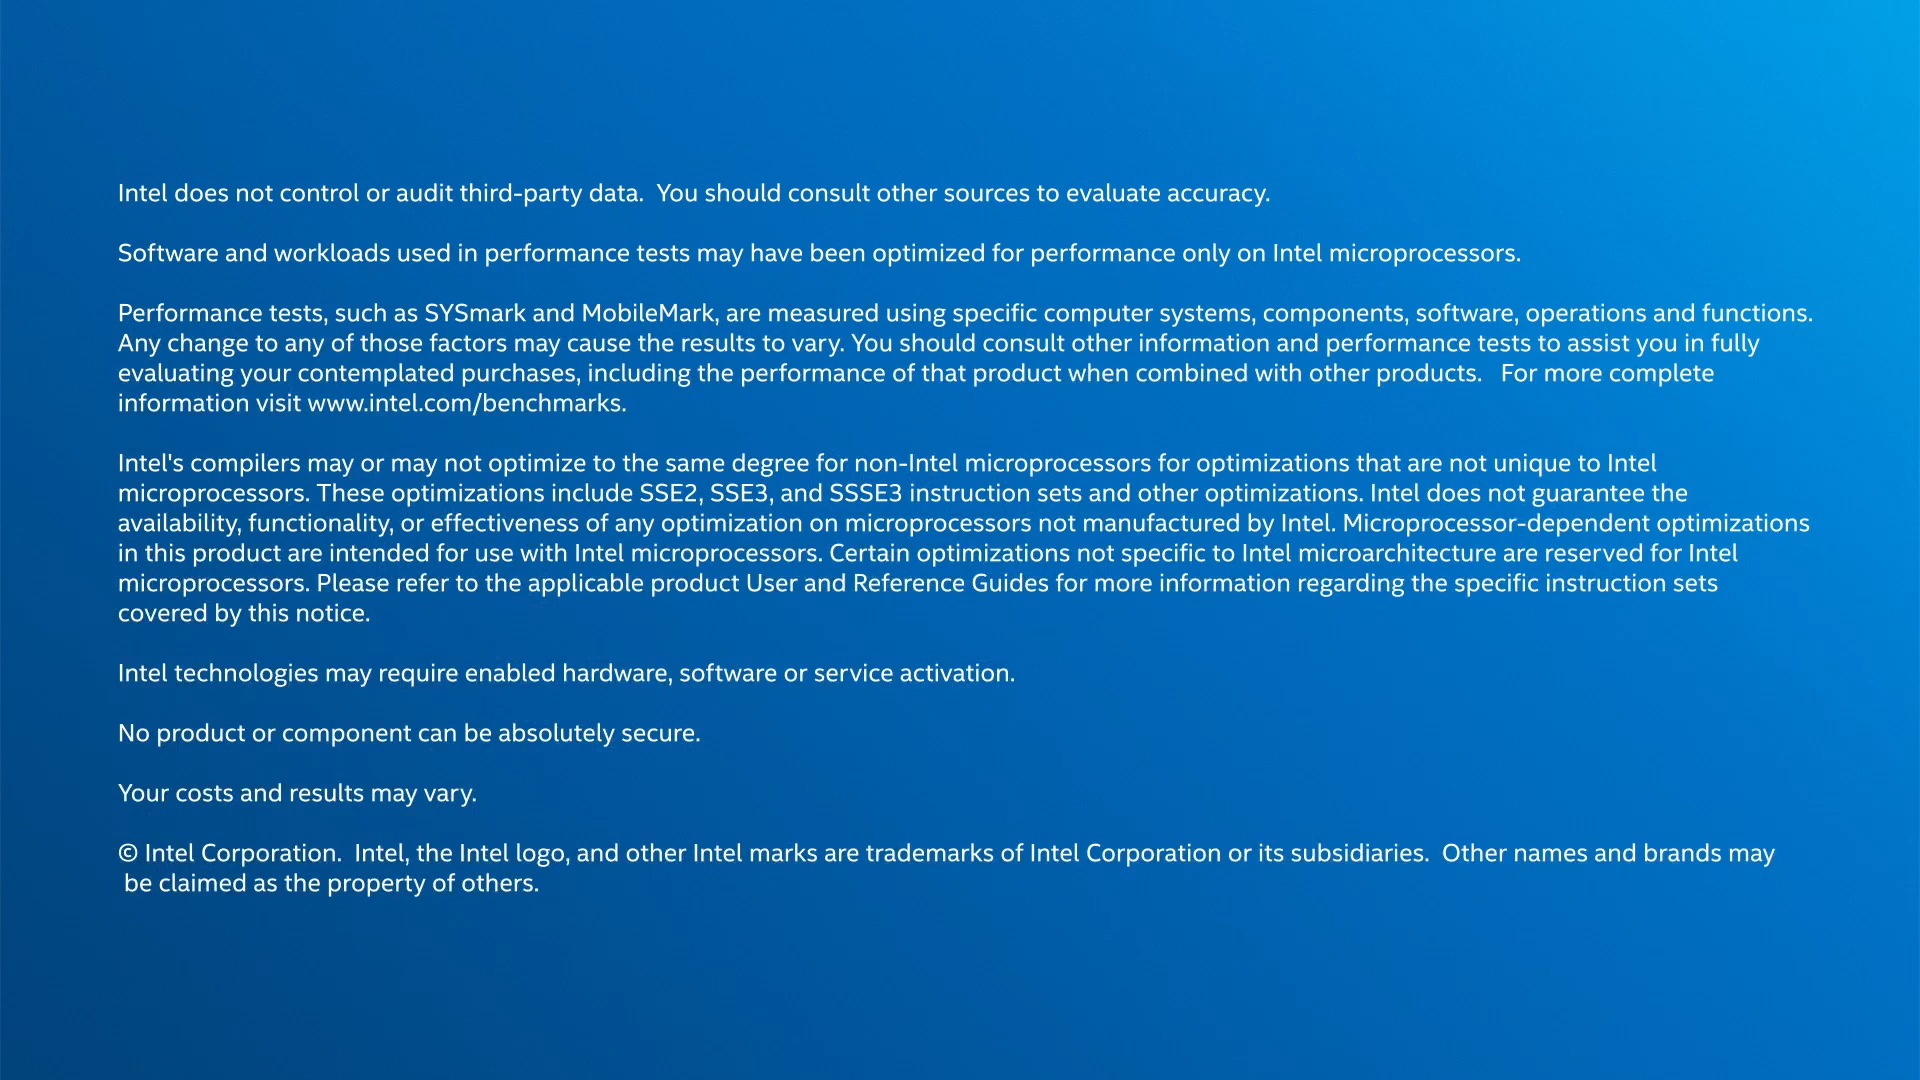 Intel does not control or audit third-party data.  You should consult other sources to evaluate accuracy.
Software and workloads used in performance tests may have been optimized for performance only on Intel microprocessors.
Performance tests, such as SYSmark and MobileMark, are measured using specific computer systems, components, software, operations and functions.
Any change to any of those factors may cause the results to vary. You should consult other information and performance tests to assist you in fully
evaluating your contemplated purchases, including the performance of that product when combined with other products.   For more complete
information visit www.intel.com/benchmarks.
Intel's compilers may or may not optimize to the same degree for non-Intel microprocessors for optimizations that are not unique to Intel
microprocessors. These optimizations include SSE2, SSE3, and SSSE3 instruction sets and other optimizations. Intel does not guarantee the
availability, functionality, or effectiveness of any optimization on microprocessors not manufactured by Intel. Microprocessor-dependent optimizations
in this product are intended for use with Intel microprocessors. Certain optimizations not specific to Intel microarchitecture are reserved for Intel
microprocessors. Please refer to the applicable product User and Reference Guides for more information regarding the specific instruction sets
covered by this notice.
Intel technologies may require enabled hardware, software or service activation.
No product or component can be absolutely secure.
Your costs and results may vary.
© Intel Corporation.  Intel, the Intel logo, and other Intel marks are trademarks of Intel Corporation or its subsidiaries.  Other names and brands may
be claimed as the property of others.